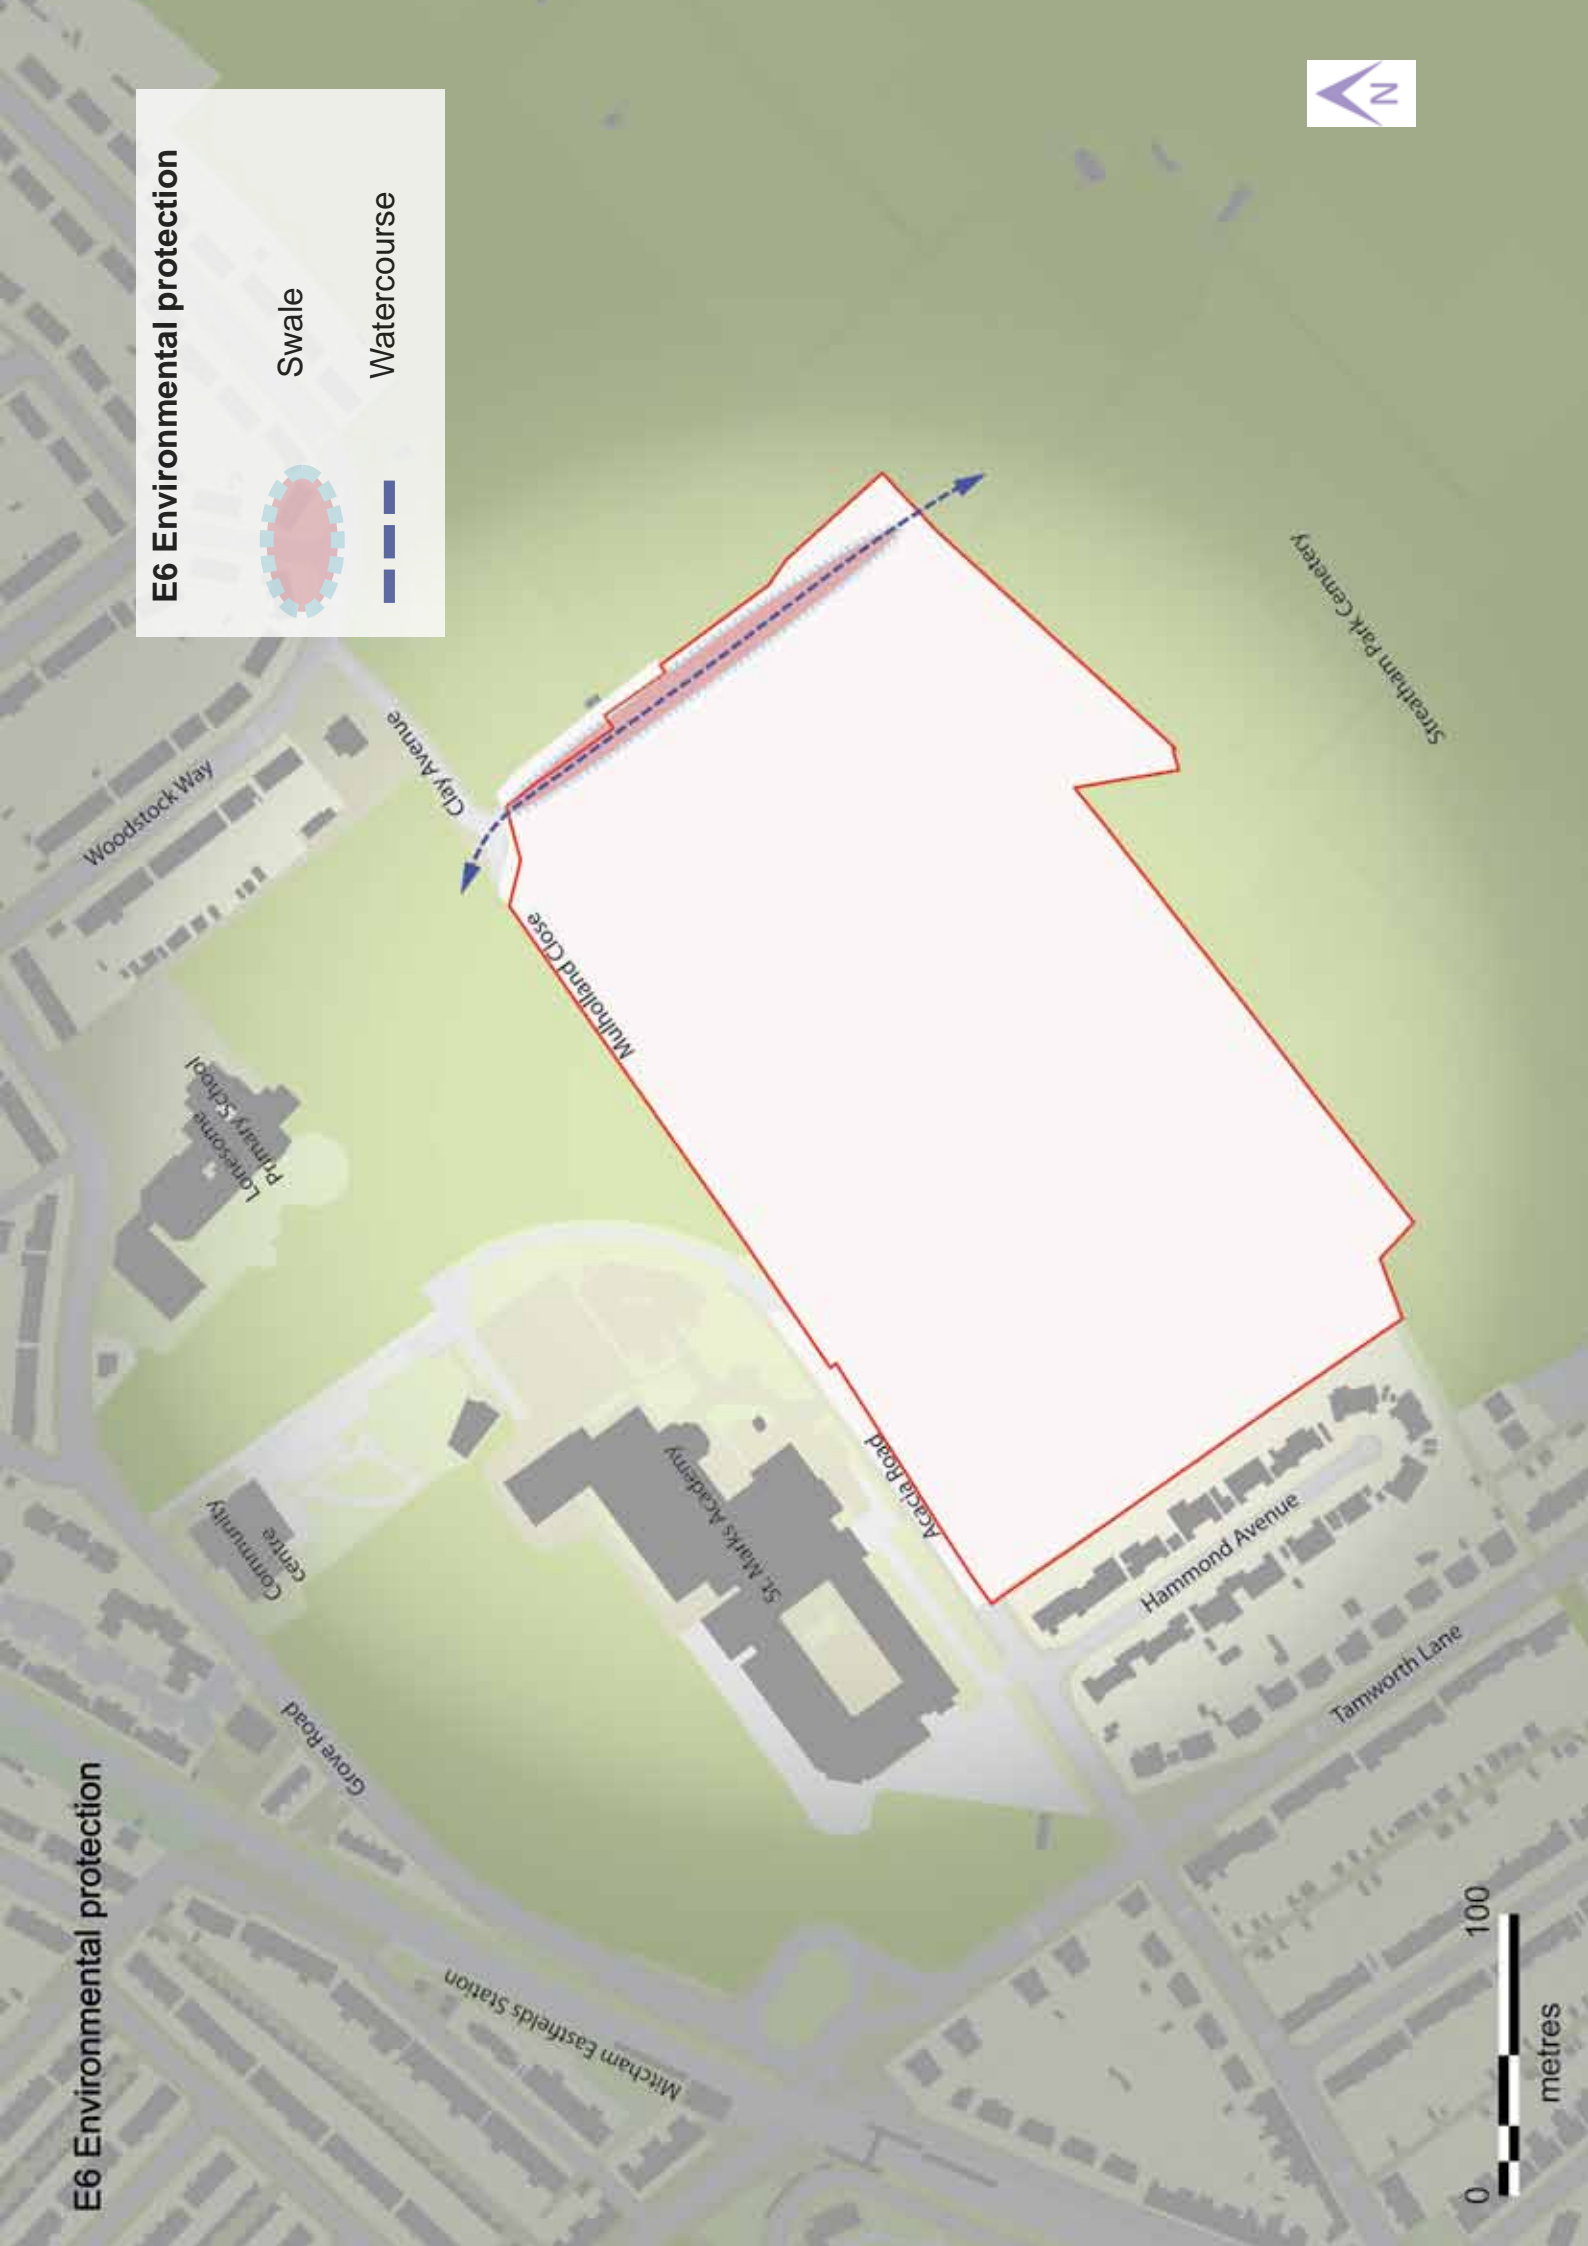 E6 Environmental protection
E6 Environmental protection
Swale
Watercourse
N
Woodstock Way
Clay Avenue
Mulholland Close
Lonesome
Primary School
Community
centre
St. Marks Academy
Acacia Road
Grove Road
Mitcham Eastfields Station
Hammond Avenue
Tamworth Lane
Streatham Park Cemetery
0
100
metres